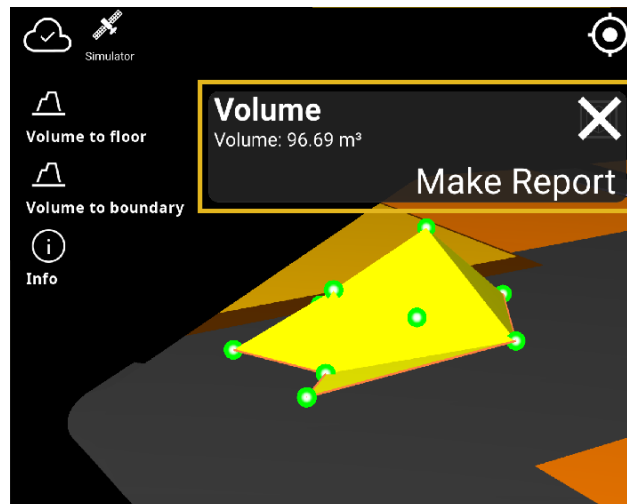 Simulator
Volume to floor
Volume to boundary
Info
Volume
Volume: 96.69 m³
Make Report